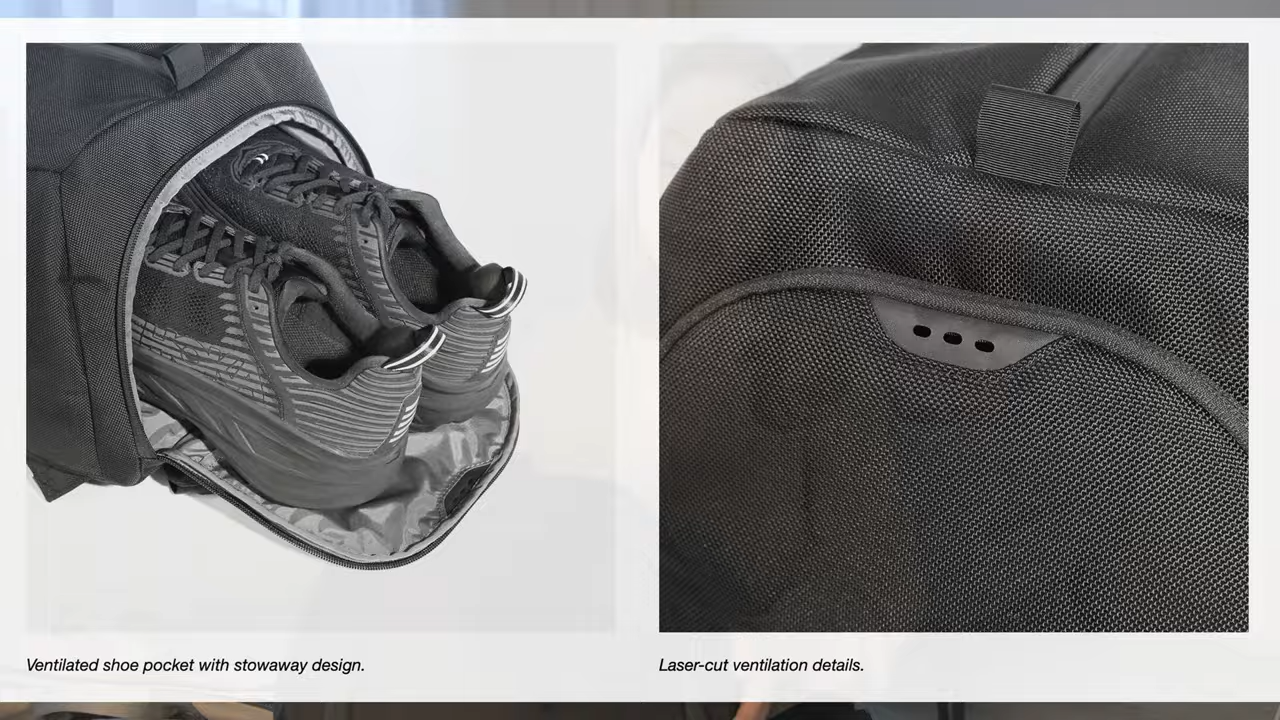 Ventilated shoe pocket with stowaway design.
Laser-cut ventilation details.